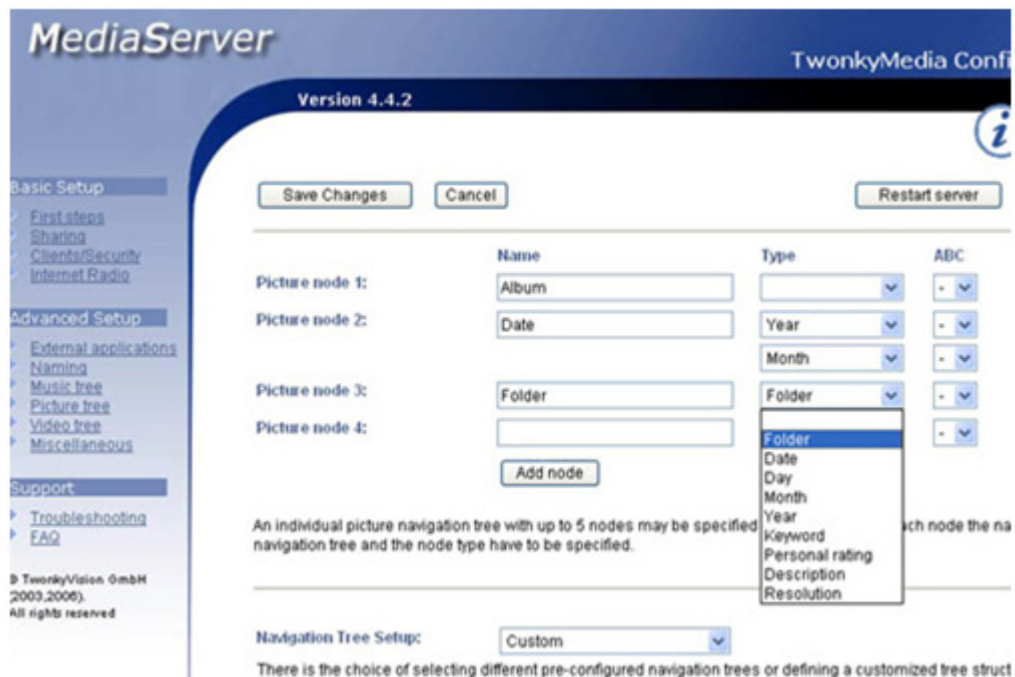 MediaServer
TwonkyMedia Confi
Version 4.4.2
i
Basic Setup
First steps
Sharing
Clients/Security
Internet Radio
Advanced Setup
External applications
Naming
Music tree
Picture tree
Video tree
Miscellaneous
Support
Troubleshooting
FAQ
© TwonkyVision GmbH
(2003,2006).
All rights reserved
Save Changes
Cancel
Restart server
Name Type ABC
Picture node 1: Album -
Picture node 2: Date Year -
Month -
Picture node 3: Folder Folder -
Picture node 4: -
Folder
Date
Day
Month
Year
Keyword
Personal rating
Description
Resolution
Add node
An individual picture navigation tree with up to 5 nodes may be specified ch node the na
navigation tree and the node type have to be specified.
Navigation Tree Setup: Custom
There is the choice of selecting different pre-configured navigation trees or defining a customized tree struct